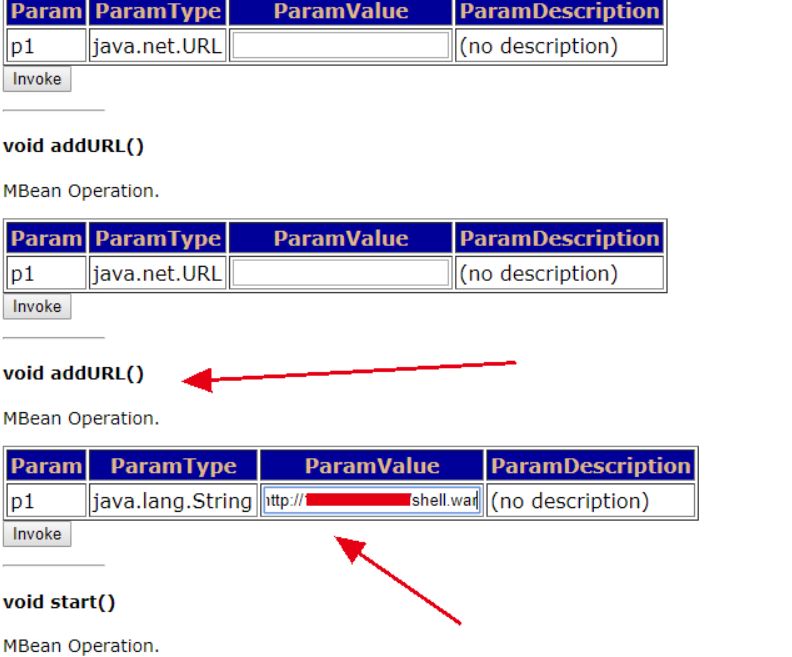 Param ParamType ParamValue ParamDescription
p1 java.net.URL (no description)
Invoke
void addURL()
MBean Operation.
Param ParamType ParamValue ParamDescription
p1 java.net.URL (no description)
Invoke
void addURL()
MBean Operation.
Param ParamType ParamValue ParamDescription
p1 java.lang.String http:// /shell.war (no description)
Invoke
void start()
MBean Operation.